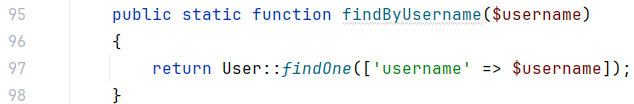 95 public static function findByUsername($username)
96 {
97 return User::findOne(['username' => $username]);
98 }